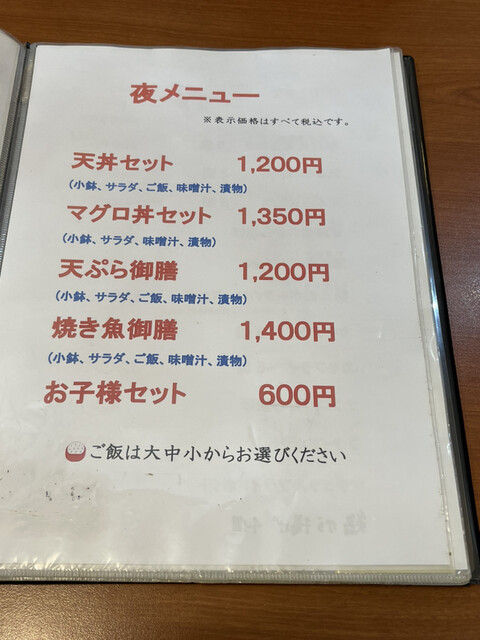 夜メニュー
※表示価格はすべて税込です。
天丼セット 1,200円
(小鉢、サラダ、ご飯、味噌汁、漬物)
マグロ丼セット 1,350円
(小鉢、サラダ、味噌汁、漬物)
天ぷら御膳 1,200円
(小鉢、サラダ、ご飯、味噌汁、漬物)
焼き魚御膳 1,400円
(小鉢、サラダ、ご飯、味噌汁、漬物)
お子様セット 600円
ご飯は大中小からお選びください